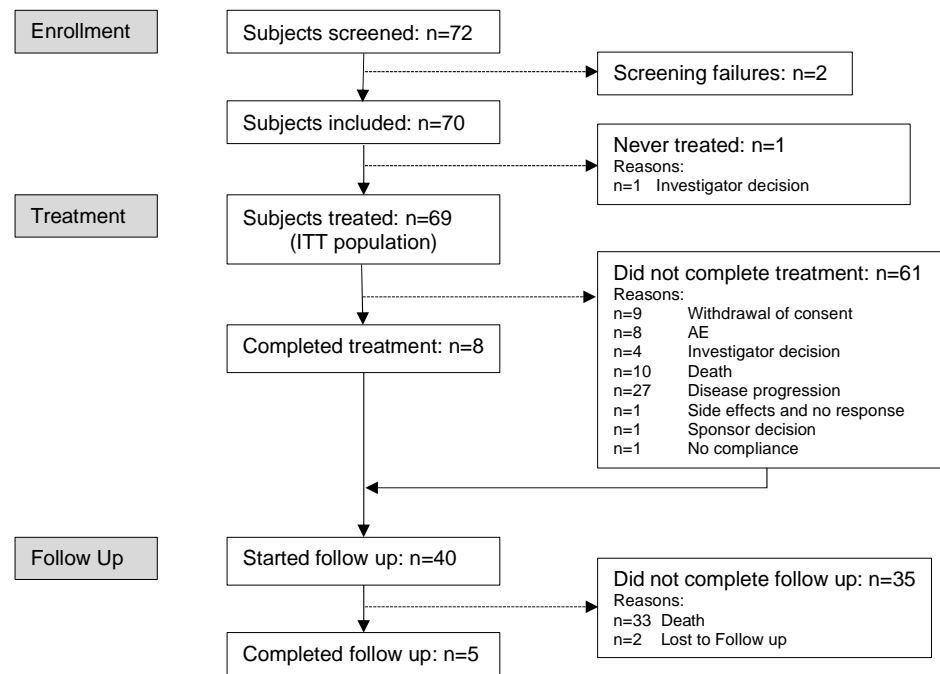 Enrollment
Subjects screened: n=72
Screening failures: n=2
Subjects included: n=70
Never treated: n=1
Reasons:
n=1 Investigator decision
Treatment
Subjects treated: n=69
(ITT population)
Did not complete treatment: n=61
Reasons:
n=9 Withdrawal of consent
n=8 AE
n=4 Investigator decision
n=10 Death
n=27 Disease progression
n=1 Side effects and no response
n=1 Sponsor decision
n=1 No compliance
Completed treatment: n=8
Follow Up
Started follow up: n=40
Did not complete follow up: n=35
Reasons:
n=33 Death
n=2 Lost to Follow up
Completed follow up: n=5